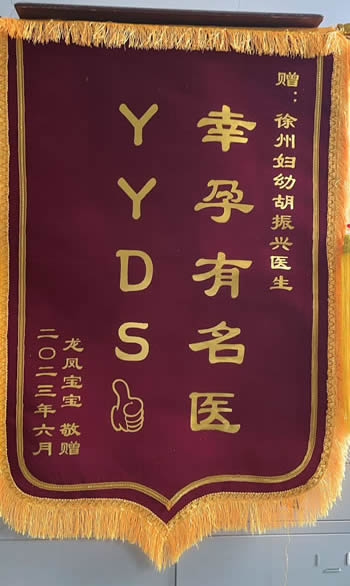 赠：徐州妇幼胡振兴医生
幸孕有名医
YYDS👍
龙凤宝宝 敬赠
二〇二三年六月